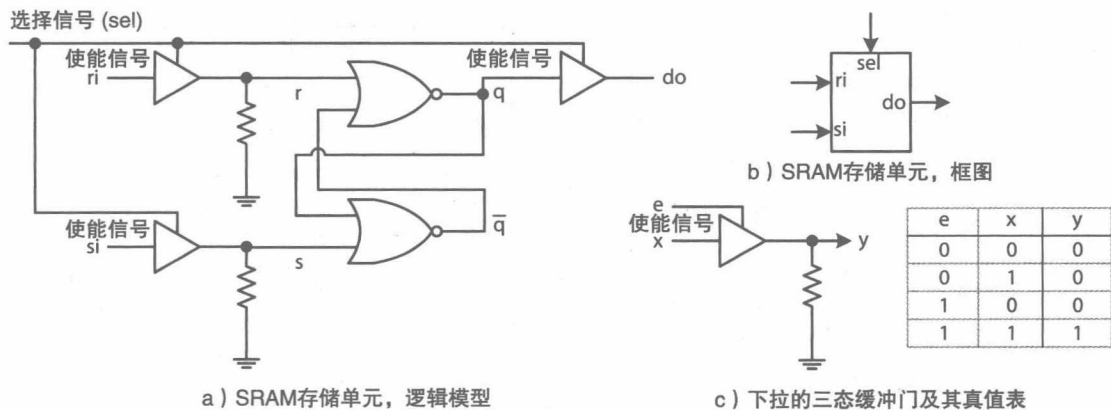 选择信号 (sel)
使能信号
ri
r
使能信号
q
do
使能信号
si
s
q
a）SRAM存储单元，逻辑模型
sel
ri
do
si
b）SRAM存储单元，框图
e
使能信号
x
y
e x y
0 0 0
0 1 0
1 0 0
1 1 1
c）下拉的三态缓冲门及其真值表